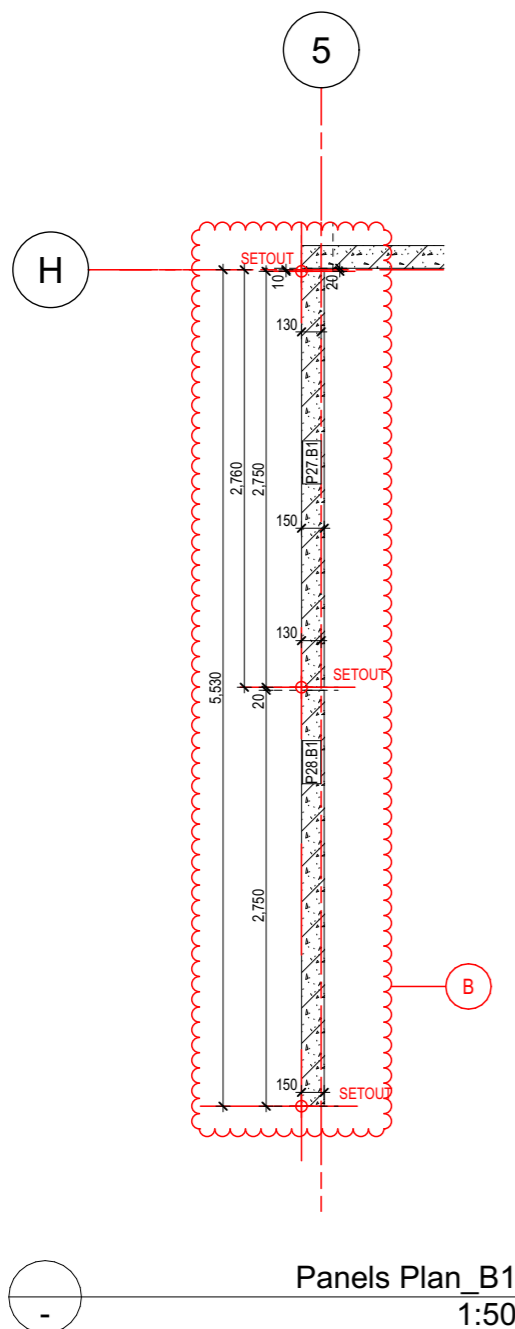 5
H
SETOUT
10
20
130
P27.B1
2,760
2,750
150
130
SETOUT
5,530
20
P28.B1
2,750
B
150
SETOUT
Panels Plan_B1
-
1:50